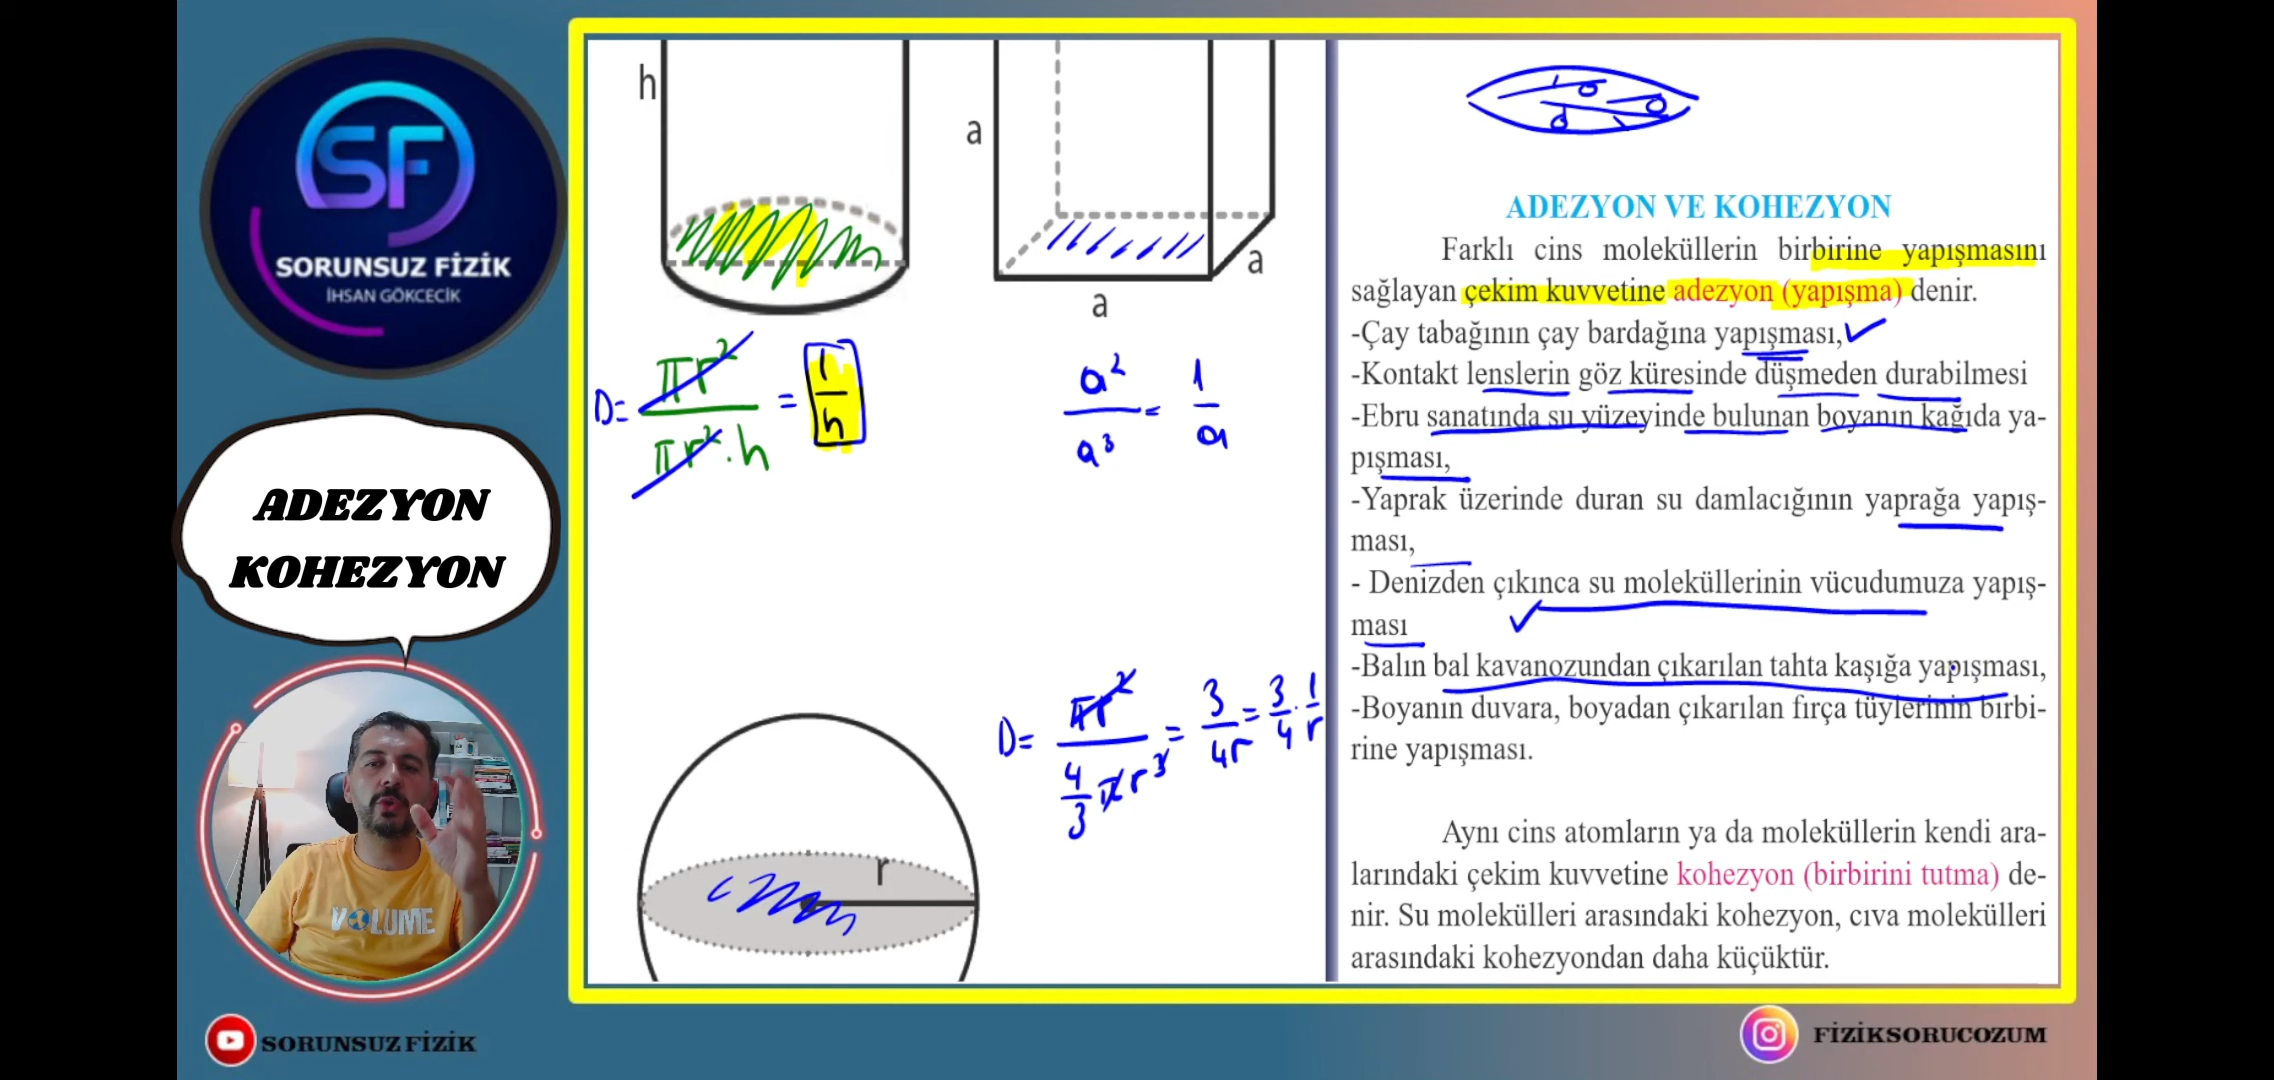 SF
SORUNSUZ FİZİK
İHSAN GÖKCECİK
ADEZYON
KOHEZYON
VOLUME
SORUNSUZ FİZİK
h
a
a
a
D= πr² / πr².h = 1/h
a²/a³ = 1/a
r
D= πr² / 4/3 πr³ = 3/4r = 3/4 . 1/r
ADEZYON VE KOHEZYON
Farklı cins moleküllerin birbirine yapışmasını
sağlayan çekim kuvvetine adezyon (yapışma) denir.
-Çay tabağının çay bardağına yapışması,
-Kontakt lenslerin göz küresinde düşmeden durabilmesi
-Ebru sanatında su yüzeyinde bulunan boyanın kağıda ya-
pışması,
-Yaprak üzerinde duran su damlacığının yaprağa yapış-
ması,
- Denizden çıkınca su moleküllerinin vücudumuza yapış-
ması
-Balın bal kavanozundan çıkarılan tahta kaşığa yapışması,
-Boyanın duvara, boyadan çıkarılan fırça tüylerinin birbi-
rine yapışması.
Aynı cins atomların ya da moleküllerin kendi ara-
larındaki çekim kuvvetine kohezyon (birbirini tutma) de-
nir. Su molekülleri arasındaki kohezyon, cıva molekülleri
arasındaki kohezyondan daha küçüktür.
FİZİKSORUCOZUM